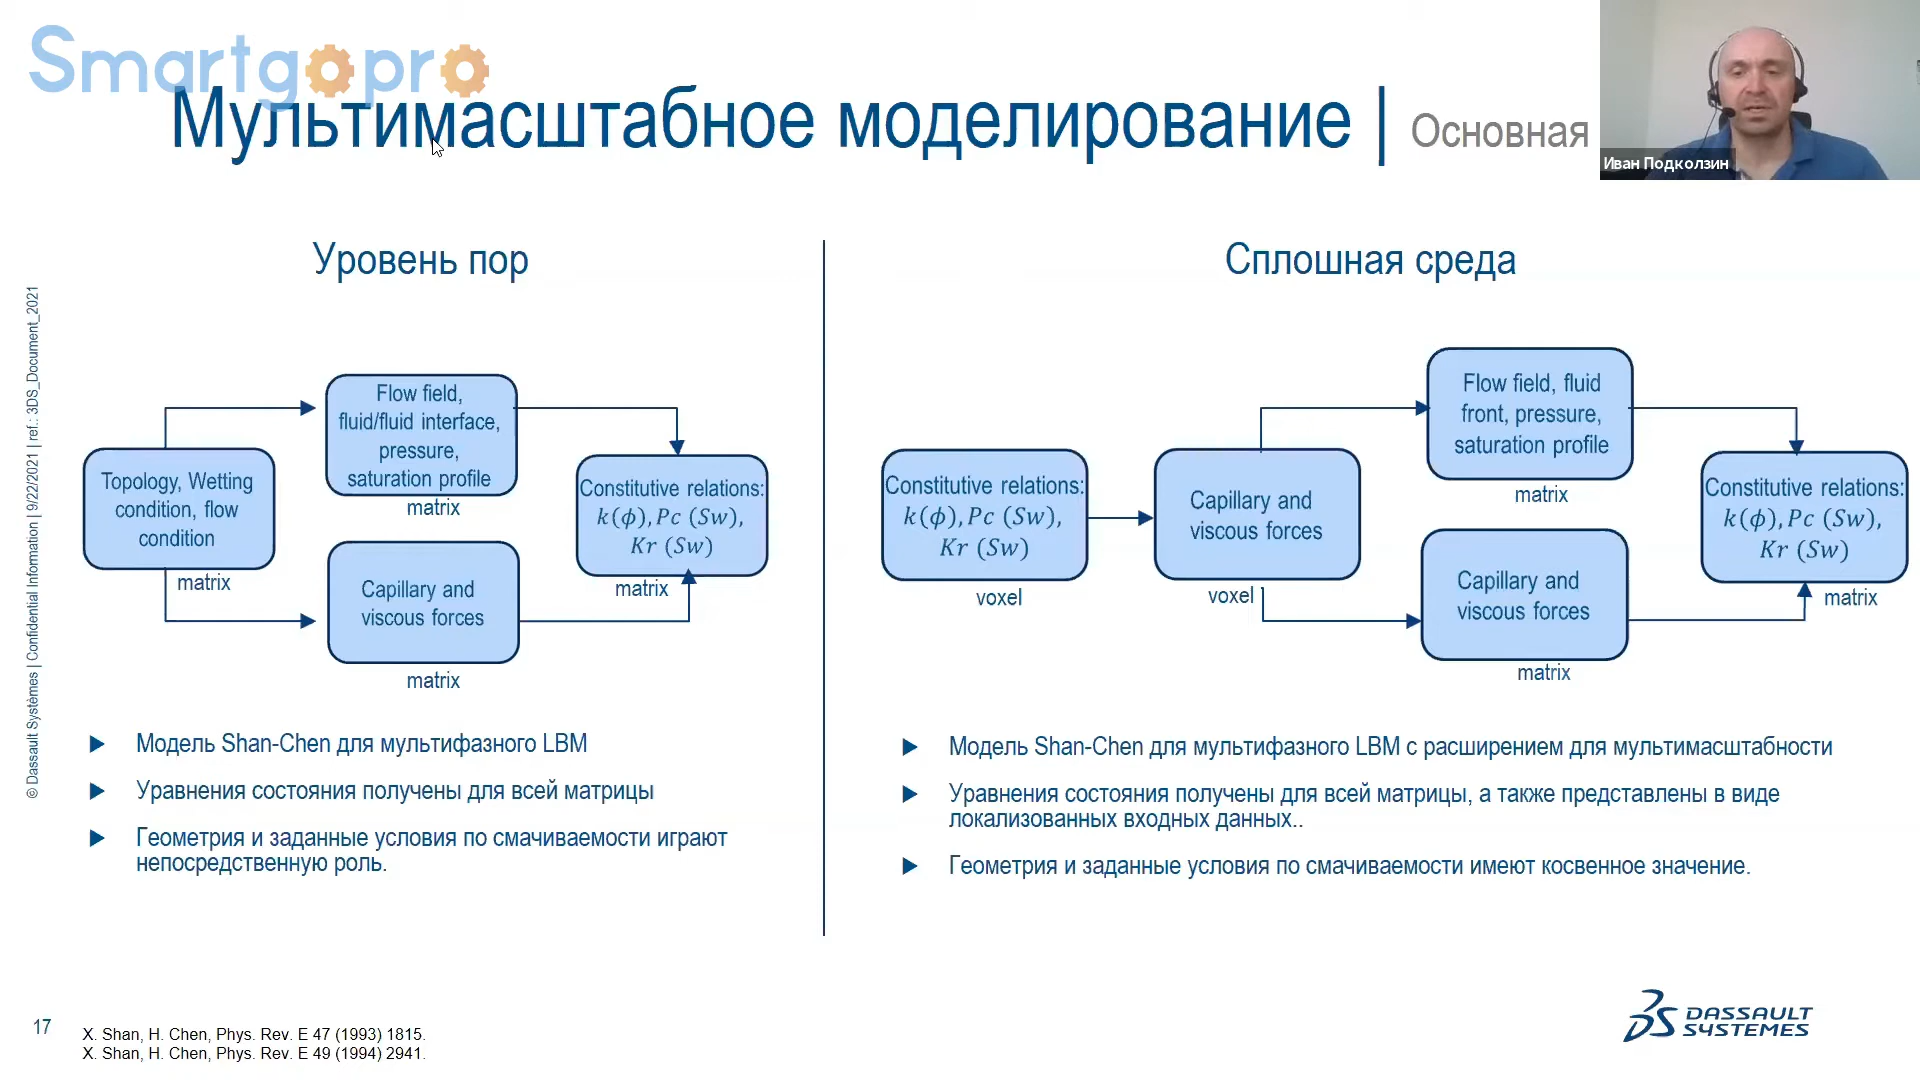 Smartgopro
Мультимасштабное моделирование | Основная
Иван Подколзин
Уровень пор
Flow field,
fluid/fluid interface,
pressure,
saturation profile
matrix
Topology, Wetting
condition, flow
condition
matrix
Constitutive relations:
k(ϕ), Pc (Sw),
Kr (Sw)
matrix
Capillary and
viscous forces
matrix
Модель Shan-Chen для мультифазного LBM
Уравнения состояния получены для всей матрицы
Геометрия и заданные условия по смачиваемости играют
непосредственную роль.
Сплошная среда
Constitutive relations:
k(ϕ), Pc (Sw),
Kr (Sw)
voxel
Capillary and
viscous forces
voxel
Flow field, fluid
front, pressure,
saturation profile
matrix
Capillary and
viscous forces
matrix
Constitutive relations:
k(ϕ), Pc (Sw),
Kr (Sw)
matrix
Модель Shan-Chen для мультифазного LBM с расширением для мультимасштабности
Уравнения состояния получены для всей матрицы, а также представлены в виде
локализованных входных данных..
Геометрия и заданные условия по смачиваемости имеют косвенное значение.
© Dassault Systèmes | Confidential Information | 9/22/2021 | ref.: 3DS_Document_2021
17
X. Shan, H. Chen, Phys. Rev. E 47 (1993) 1815.
X. Shan, H. Chen, Phys. Rev. E 49 (1994) 2941.
DASSAULT
SYSTEMES